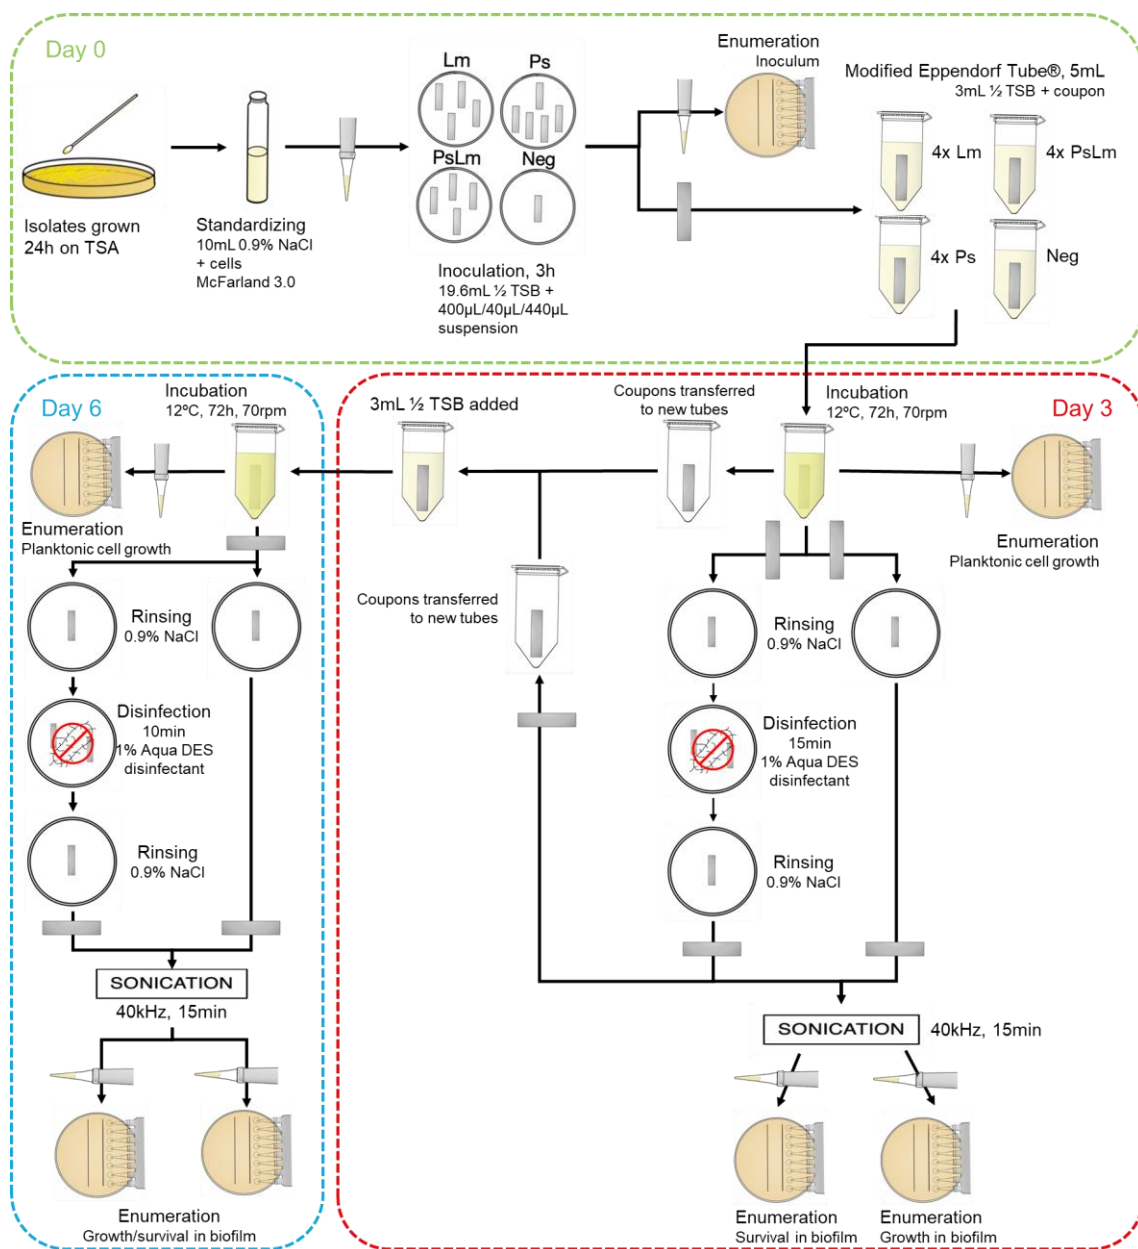 Day 0
Isolates grown
24h on TSA
Standardizing
10mL 0.9% NaCl
+ cells
McFarland 3.0
Lm
Ps
PsLm
Neg
Inoculation, 3h
19.6mL ½ TSB +
400µL/40µL/440µL
suspension
Enumeration
Inoculum
Modified Eppendorf Tube®, 5mL
3mL ½ TSB + coupon
4x Lm
4x PsLm
4x Ps
Neg
Day 3
Incubation
12ºC, 72h, 70rpm
Coupons transferred
to new tubes
3mL ½ TSB added
Enumeration
Planktonic cell growth
Coupons transferred
to new tubes
Rinsing
0.9% NaCl
Disinfection
15min
1% Aqua DES
disinfectant
Rinsing
0.9% NaCl
SONICATION
40kHz, 15min
Enumeration
Survival in biofilm
Enumeration
Growth in biofilm
Day 6
Incubation
12ºC, 72h, 70rpm
Enumeration
Planktonic cell growth
Rinsing
0.9% NaCl
Disinfection
10min
1% Aqua DES
disinfectant
Rinsing
0.9% NaCl
SONICATION
40kHz, 15min
Enumeration
Growth/survival in biofilm